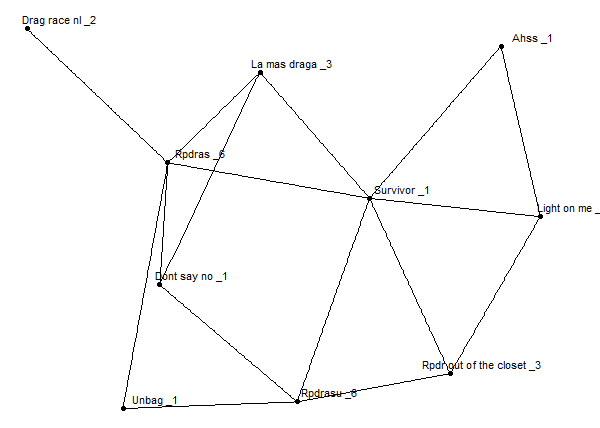 Drag race nl _2
Ahss _1
La mas draga _3
Rpdras _6
Survivor _1
Light on me _
Dont say no _1
Rpdr out of the closet _3
Unbag _1
Rpdrasu _6